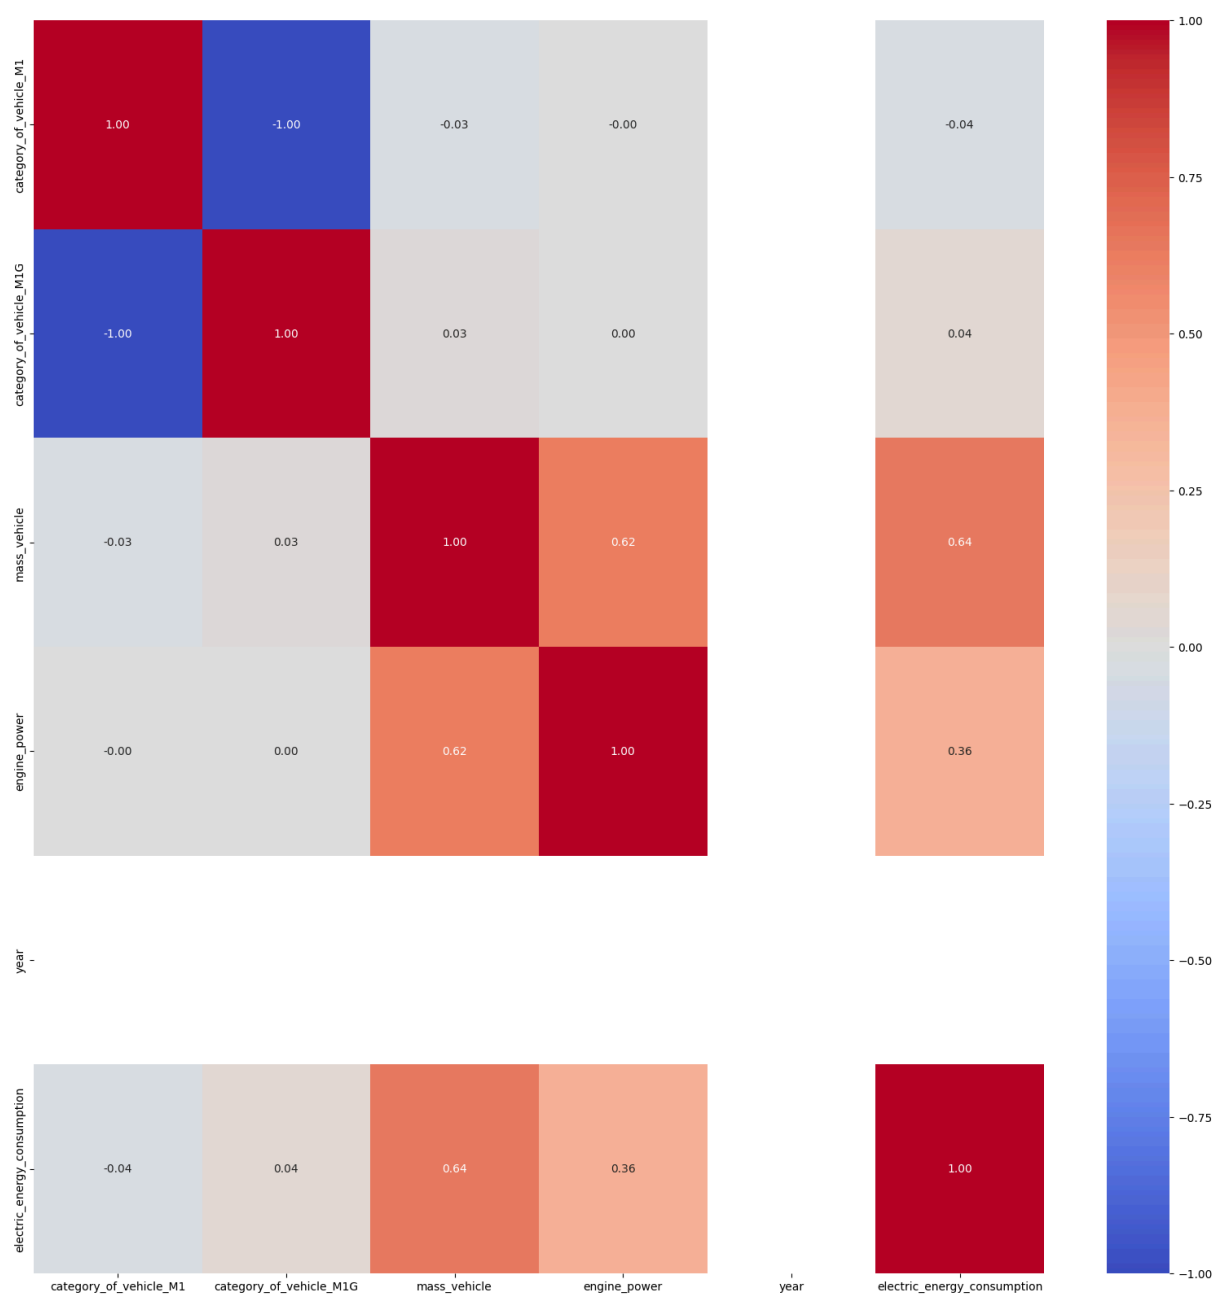 category_of_vehicle_M1
1.00 -1.00 -0.03 -0.00 -0.04
category_of_vehicle_M1G
-1.00 1.00 0.03 0.00 0.04
mass_vehicle
-0.03 0.03 1.00 0.62 0.64
engine_power
-0.00 0.00 0.62 1.00 0.36
year
electric_energy_consumption
-0.04 0.04 0.64 0.36 1.00
category_of_vehicle_M1 category_of_vehicle_M1G mass_vehicle engine_power year electric_energy_consumption
1.00
0.75
0.50
0.25
0.00
−0.25
−0.50
−0.75
−1.00